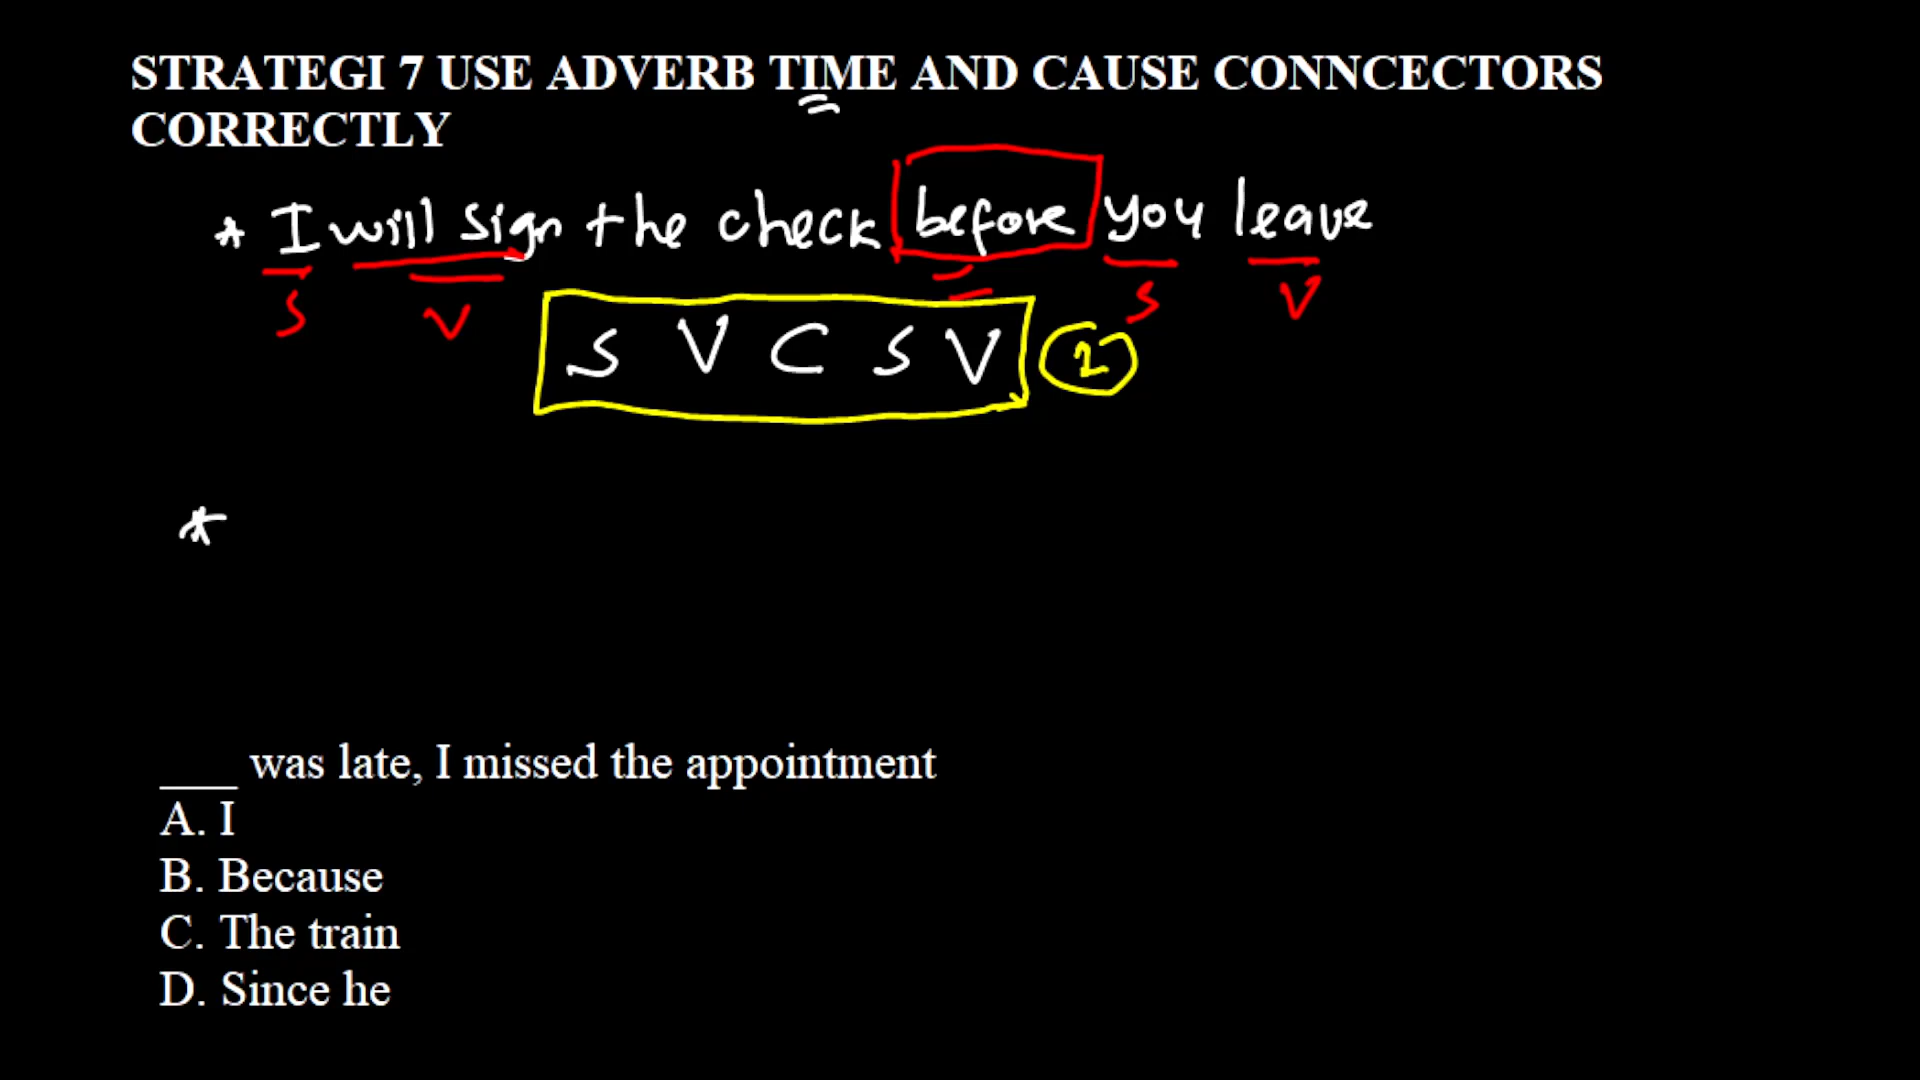 STRATEGI 7 USE ADVERB TIME AND CAUSE CONNCECTORS
CORRECTLY
* I will sign the check before you leave
S V S V
S V C S V 2
*
___ was late, I missed the appointment
A. I
B. Because
C. The train
D. Since he